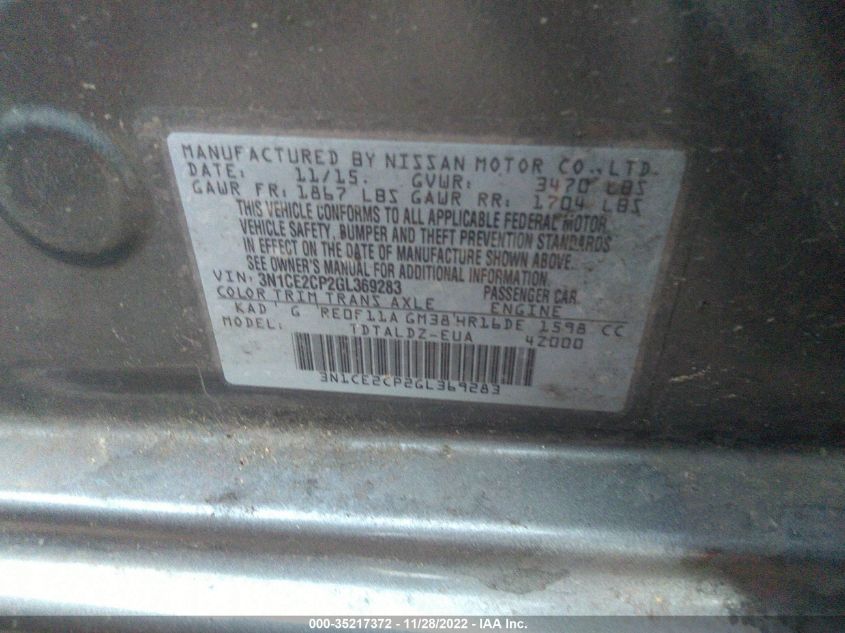 MANUFACTURED BY NISSAN MOTOR CO., LTD.
DATE: 11/15. GVWR: 3470 LBS
GAWR FR: 1867 LBS GAWR RR: 1704 LBS
THIS VEHICLE CONFORMS TO ALL APPLICABLE FEDERAL MOTOR
VEHICLE SAFETY, BUMPER AND THEFT PREVENTION STANDARDS
IN EFFECT ON THE DATE OF MANUFACTURE SHOWN ABOVE.
SEE OWNER'S MANUAL FOR ADDITIONAL INFORMATION.
VIN: 3N1CE2CP2GL369283 PASSENGER CAR
COLOR TRIM TRANS AXLE ENGINE
KAD G RE0F11A GM38 HR16DE 1598 CC
MODEL: TDTALDZ-EUA 42000
3N1CE2CP2GL369283
000-35217372 - 11/28/2022 - IAA Inc.